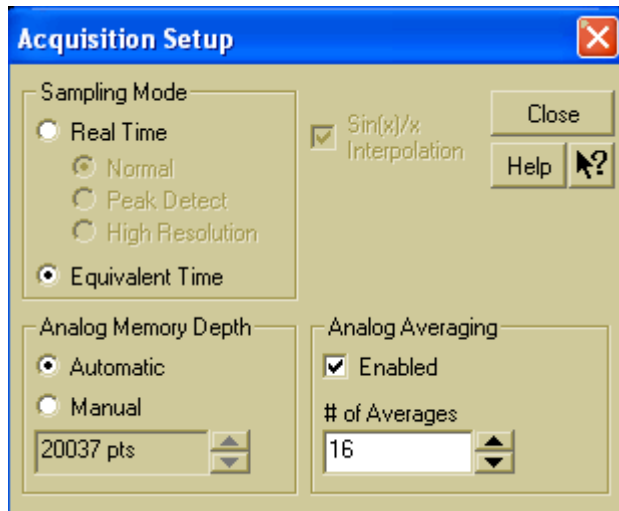 Acquisition Setup
Sampling Mode
Real Time
Normal
Peak Detect
High Resolution
Equivalent Time
Sin(x)/x
Interpolation
Close
Help
?
Analog Memory Depth
Automatic
Manual
20037 pts
Analog Averaging
Enabled
# of Averages
16